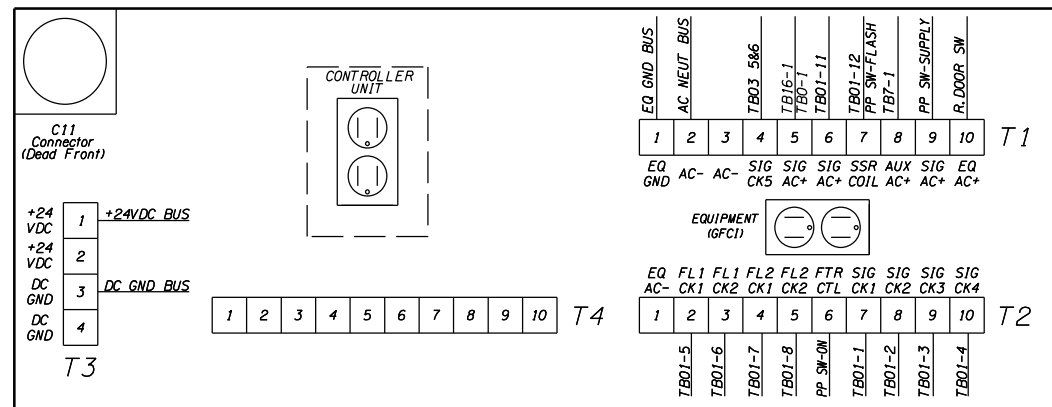 C11
Connector
(Dead Front)
CONTROLLER
UNIT
EQ GND BUS
AC NEUT BUS
TB03 5&6
TB16-1
TB0-1
TB01-11
TB01-12
PP SW-FLASH
TB7-1
PP SW-SUPPLY
R.DOOR SW
1 2 3 4 5 6 7 8 9 10
T1
EQ GND
AC-
AC-
SIG CK5
SIG AC+
SIG AC+
SSR COIL
AUX AC+
SIG AC+
EQ AC+
EQUIPMENT
(GFCI)
+24 VDC
1
+24VDC BUS
+24 VDC
2
DC GND
3
DC GND BUS
DC GND
4
T3
1 2 3 4 5 6 7 8 9 10
T4
EQ AC-
FL1 CK1
FL1 CK2
FL2 CK1
FL2 CK2
FTR CTL
SIG CK1
SIG CK2
SIG CK3
SIG CK4
1 2 3 4 5 6 7 8 9 10
T2
TB01-5
TB01-6
TB01-7
TB01-8
PP SW-ON
TB01-1
TB01-2
TB01-3
TB01-4